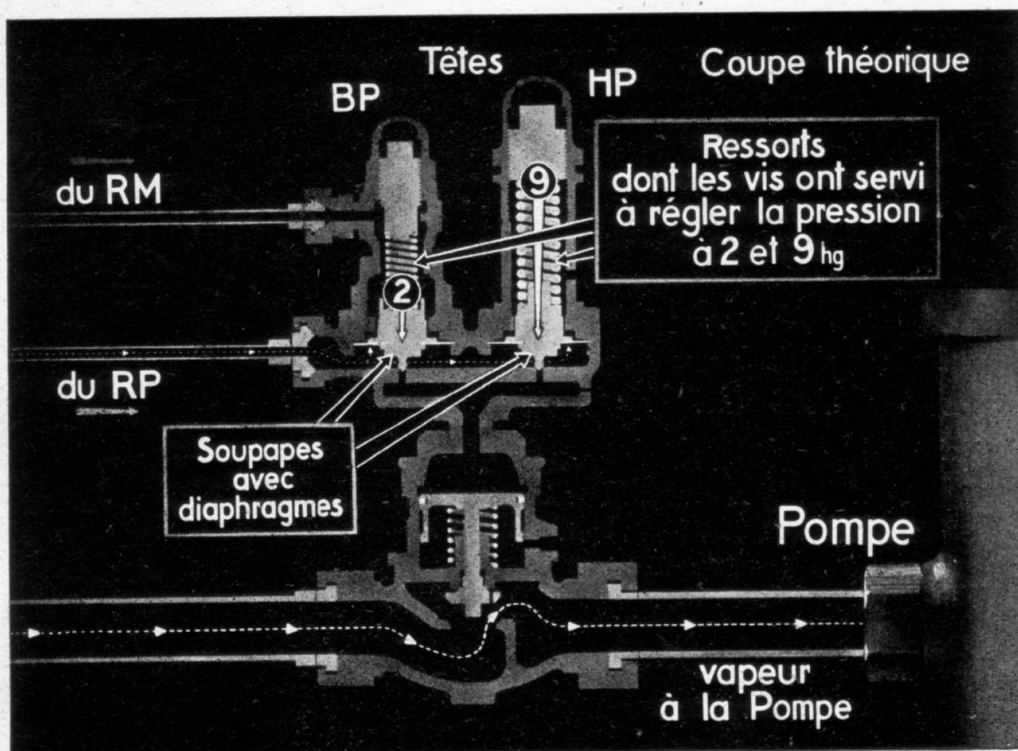 Têtes
Coupe théorique
BP
HP
Ressorts
dont les vis ont servi
à régler la pression
à 2 et 9 hg
du RM
9
2
du RP
Soupapes
avec
diaphragmes
Pompe
vapeur
à la Pompe